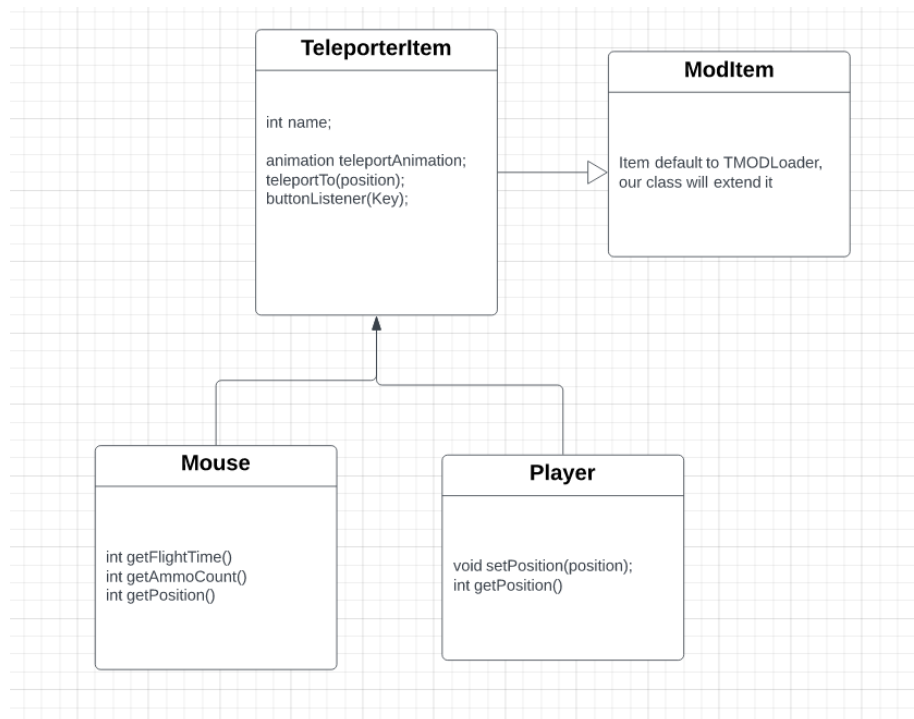 TeleporterItem
int name;
animation teleportAnimation;
teleportTo(position);
buttonListener(Key);
ModItem
Item default to TMODLoader,
our class will extend it
Mouse
int getFlightTime()
int getAmmoCount()
int getPosition()
Player
void setPosition(position);
int getPosition()